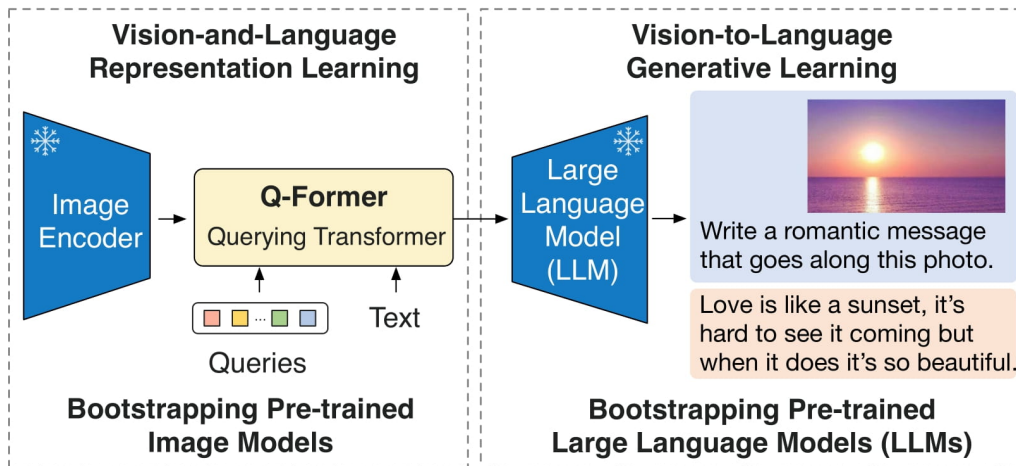 Vision-and-Language
Representation Learning
Image
Encoder
Q-Former
Querying Transformer
...
Queries
Text
Bootstrapping Pre-trained
Image Models
Vision-to-Language
Generative Learning
Large
Language
Model
(LLM)
Write a romantic message
that goes along this photo.
Love is like a sunset, it's
hard to see it coming but
when it does it's so beautiful.
Bootstrapping Pre-trained
Large Language Models (LLMs)